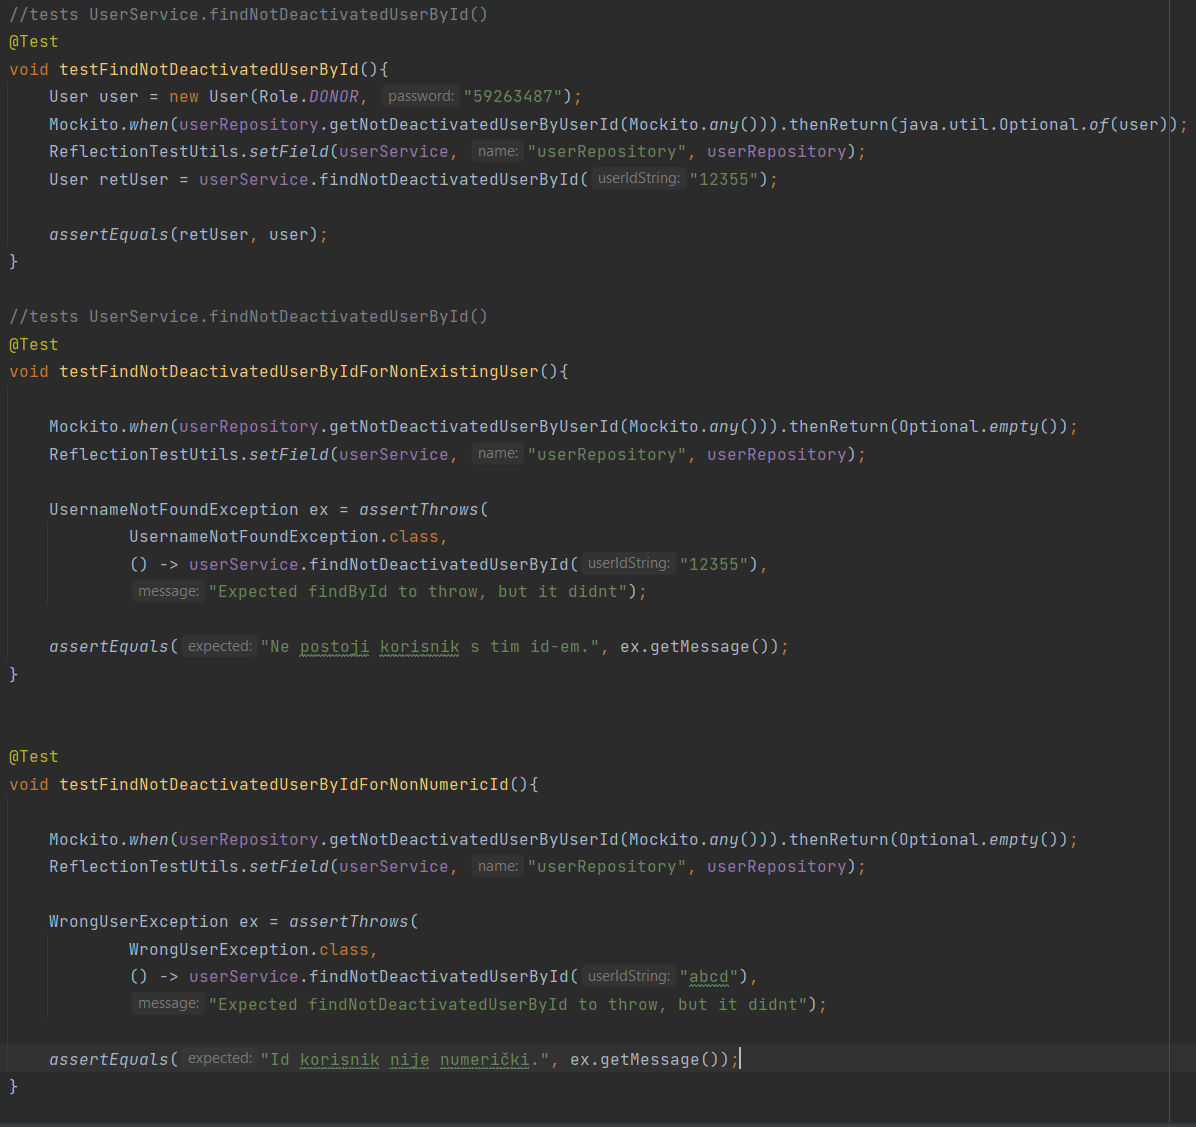 //tests UserService.findNotDeactivatedUserById()
@Test
void testFindNotDeactivatedUserById(){
User user = new User(Role.DONOR, password: "59263487");
Mockito.when(userRepository.getNotDeactivatedUserByUserId(Mockito.any())).thenReturn(java.util.Optional.of(user));
ReflectionTestUtils.setField(userService, name: "userRepository", userRepository);
User retUser = userService.findNotDeactivatedUserById( userIdString: "12355");
assertEquals(retUser, user);
}
//tests UserService.findNotDeactivatedUserById()
@Test
void testFindNotDeactivatedUserByIdForNonExistingUser(){
Mockito.when(userRepository.getNotDeactivatedUserByUserId(Mockito.any())).thenReturn(Optional.empty());
ReflectionTestUtils.setField(userService, name: "userRepository", userRepository);
UsernameNotFoundException ex = assertThrows(
UsernameNotFoundException.class,
() -> userService.findNotDeactivatedUserById( userIdString: "12355"),
message: "Expected findById to throw, but it didnt");
assertEquals( expected: "Ne postoji korisnik s tim id-em.", ex.getMessage());
}
@Test
void testFindNotDeactivatedUserByIdForNonNumericId(){
Mockito.when(userRepository.getNotDeactivatedUserByUserId(Mockito.any())).thenReturn(Optional.empty());
ReflectionTestUtils.setField(userService, name: "userRepository", userRepository);
WrongUserException ex = assertThrows(
WrongUserException.class,
() -> userService.findNotDeactivatedUserById( userIdString: "abcd"),
message: "Expected findNotDeactivatedUserById to throw, but it didnt");
assertEquals( expected: "Id korisnik nije numerički.", ex.getMessage());
}